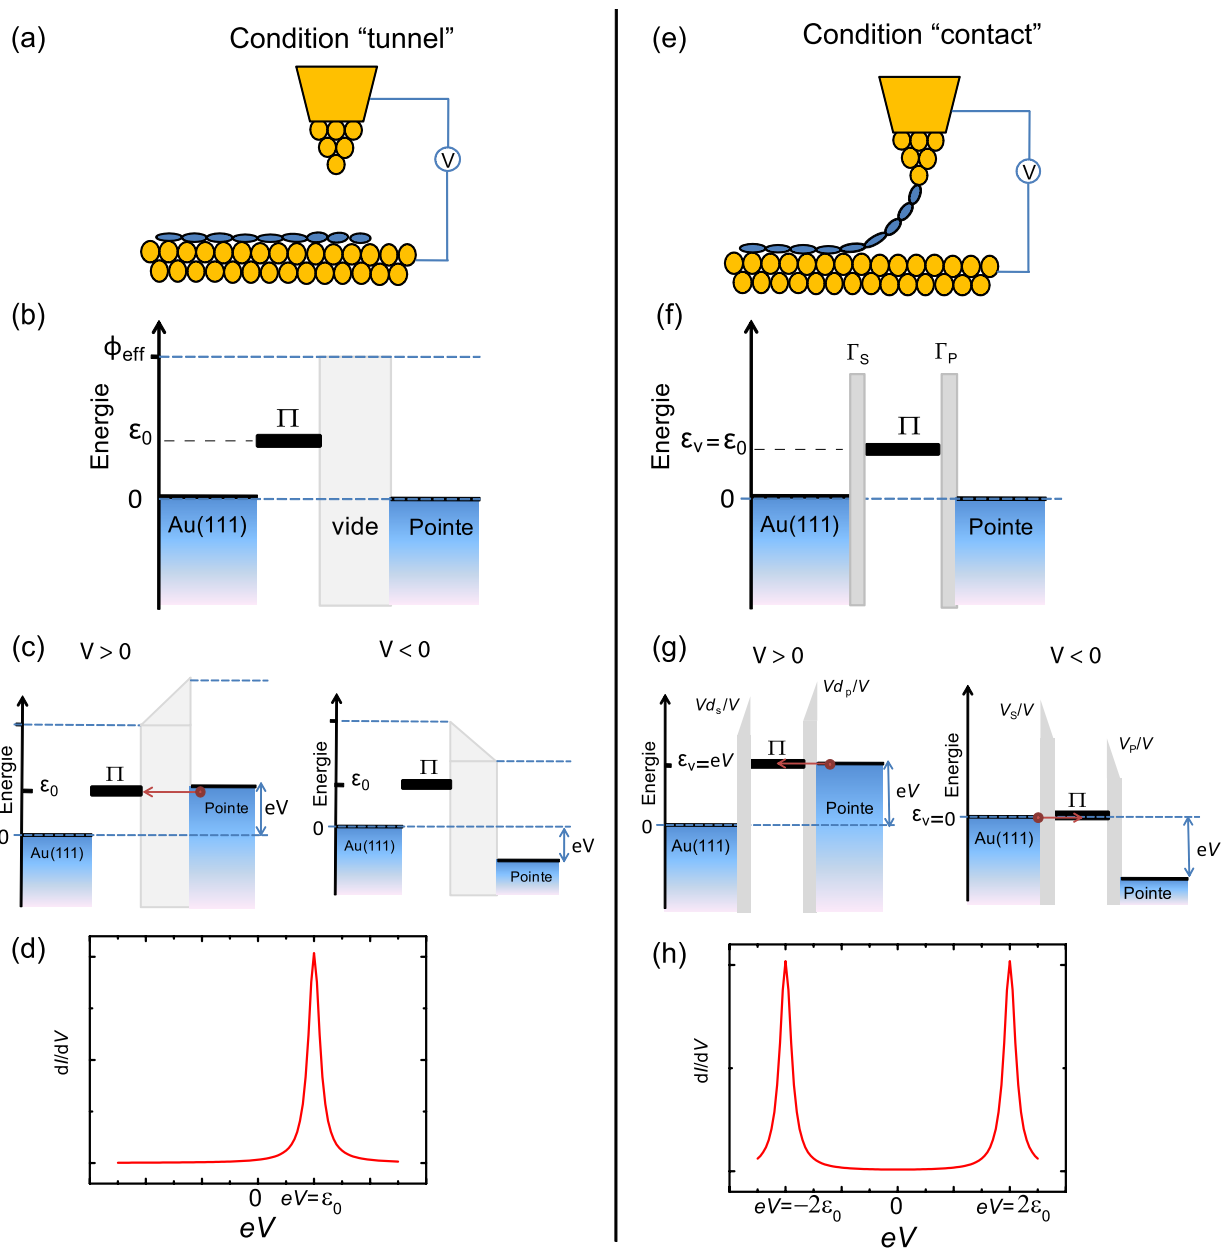 (a)
Condition “tunnel”
V
(b)
ϕeff
Energie
ε0
Π
0
Au(111)
vide
Pointe
(c)
V > 0
V < 0
Energie
Π
ε0
Pointe
eV
0
Au(111)
Energie
Π
ε0
0
Au(111)
eV
Pointe
(d)
dI/dV
0
eV=ε0
eV
(e)
Condition “contact”
V
(f)
ΓS
ΓP
Energie
εv=ε0
Π
0
Au(111)
Pointe
(g)
V > 0
V < 0
Vds/V
Vdp/V
Energie
Π
εv=eV
Pointe
eV
0
Au(111)
VS/V
VP/V
Energie
Π
εv=0
Au(111)
eV
Pointe
(h)
dI/dV
eV=−2ε0
0
eV=2ε0
eV